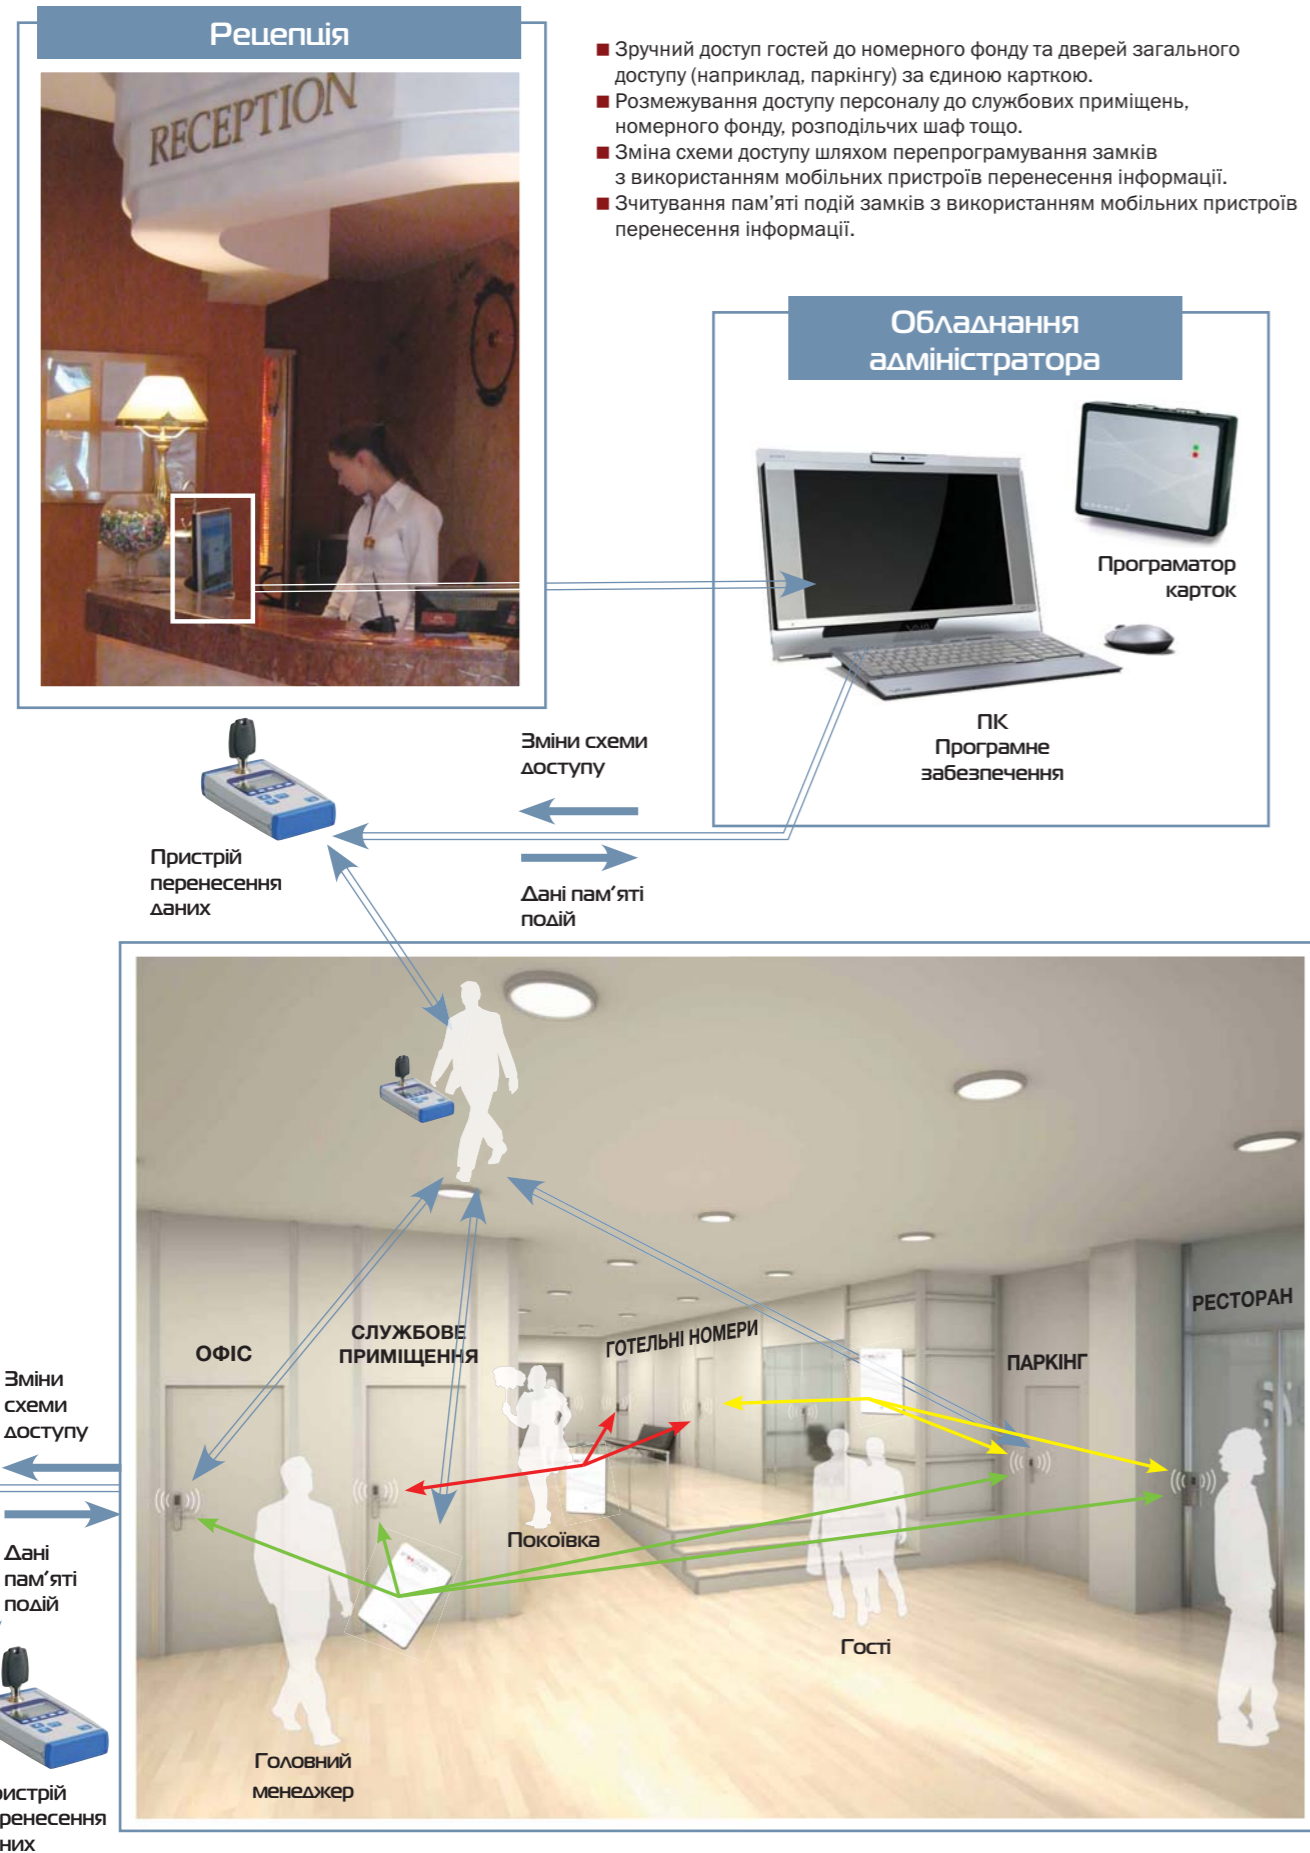 Рецепція
RECEPTION
■ Зручний доступ гостей до номерного фонду та дверей загального
доступу (наприклад, паркінгу) за єдиною карткою.
■ Розмежування доступу персоналу до службових приміщень,
номерного фонду, розподільчих шаф тощо.
■ Зміна схеми доступу шляхом перепрограмування замків
з використанням мобільних пристроїв перенесення інформації.
■ Зчитування пам’яті подій замків з використанням мобільних пристроїв
перенесення інформації.
Обладнання
адміністратора
Програматор
карток
ПК
Програмне
забезпечення
Зміни схеми
доступу
Пристрій
перенесення
даних
Дані пам’яті
подій
ОФІС
СЛУЖБОВЕ
ПРИМІЩЕННЯ
ГОТЕЛЬНІ НОМЕРИ
ПАРКІНГ
РЕСТОРАН
Зміни
схеми
доступу
Дані
пам’яті
подій
Покоївка
Гості
Головний
менеджер
ристрій
ренесення
них